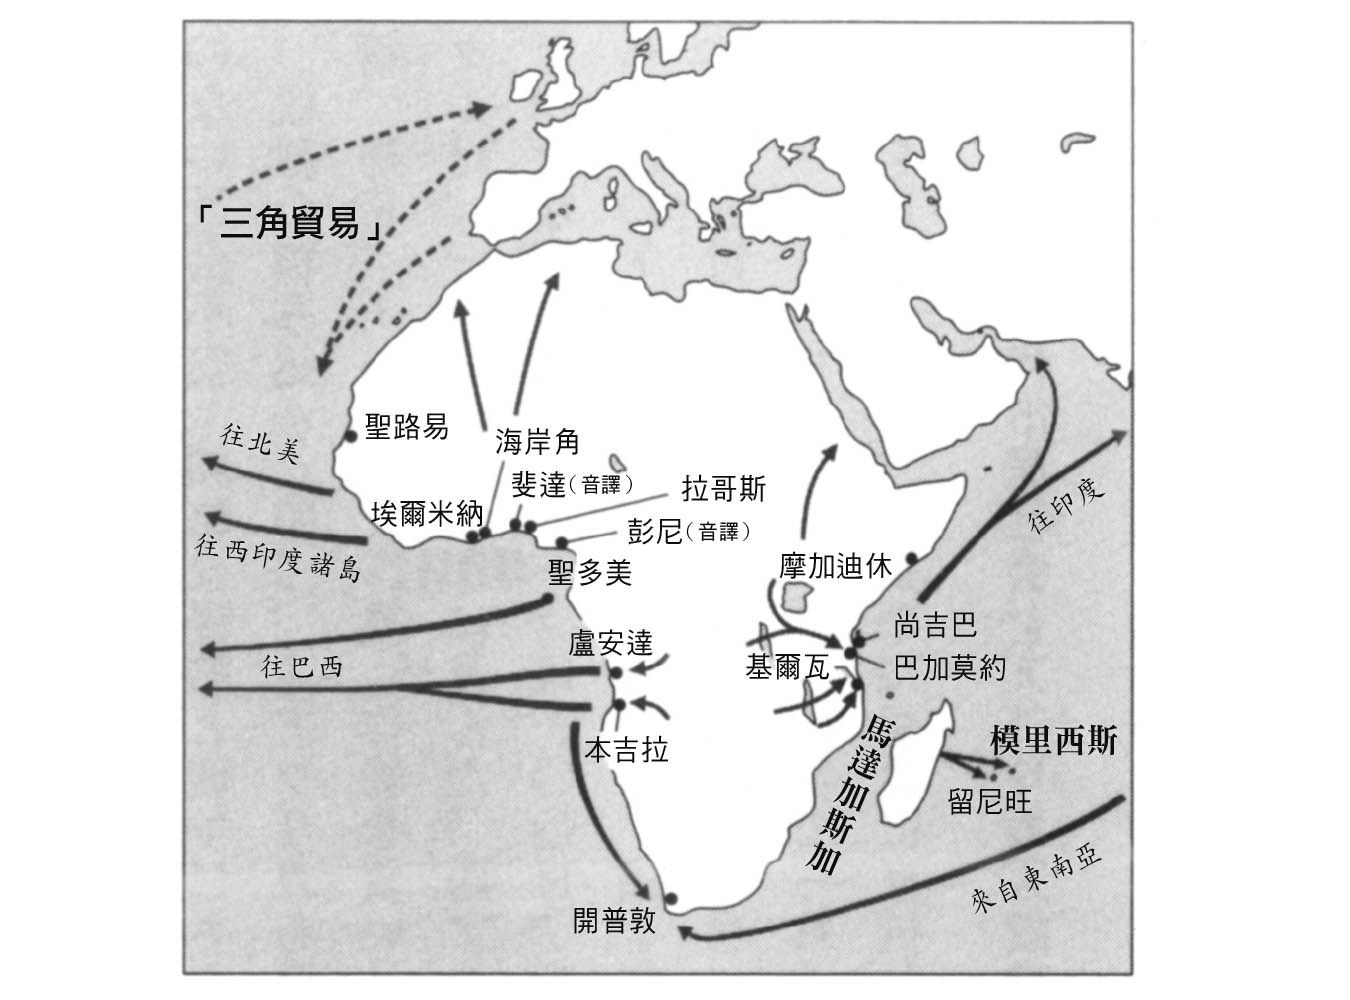 「三角貿易」
聖路易
往北美
海岸角
斐達（音譯）
拉哥斯
埃爾米納
彭尼（音譯）
往印度
往西印度諸島
聖多美
摩加迪休
尚吉巴
盧安達
往巴西
基爾瓦
巴加莫約
本吉拉
馬達加斯加
模里西斯
留尼旺
來自東南亞
開普敦